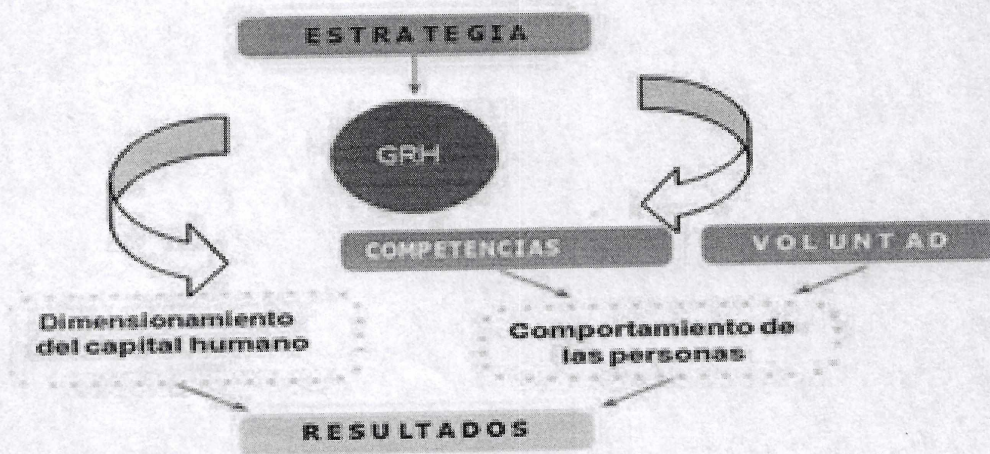 ESTRATEGIA
GRH
COMPETENCIAS
VOLUNTAD
Dimensionamiento
del capital humano
Comportamiento de
las personas
RESULTADOS